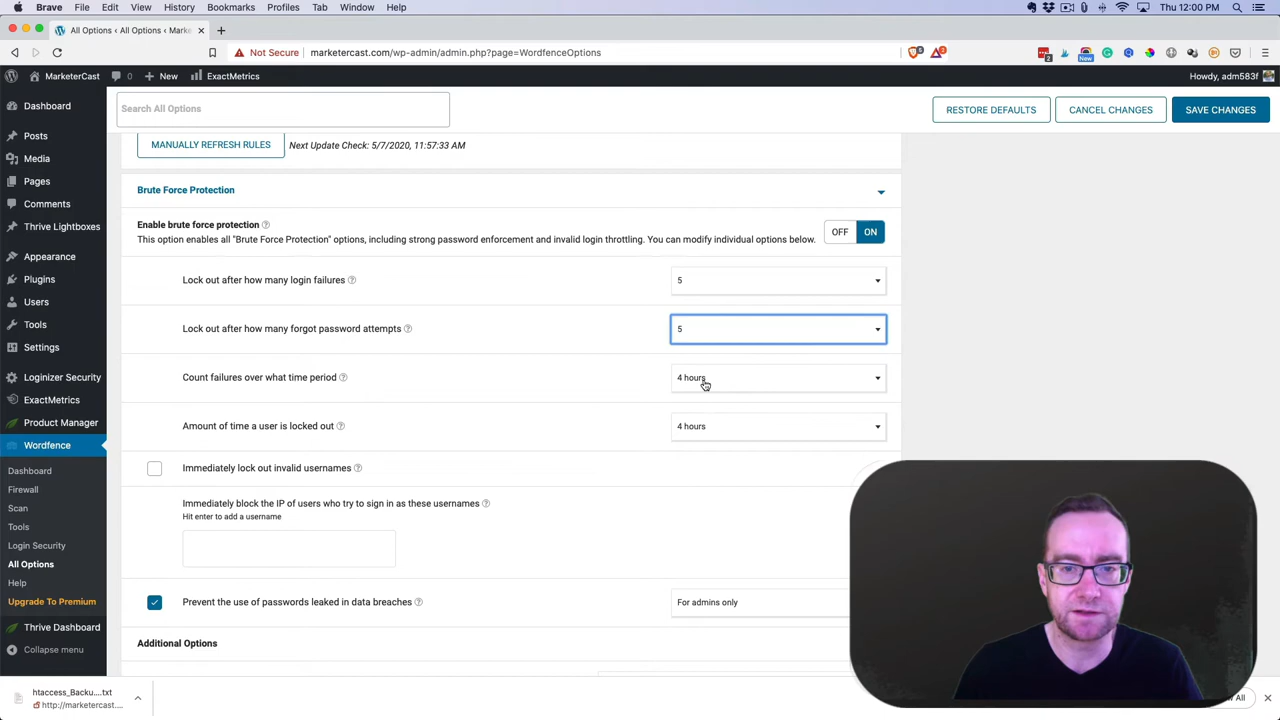 Brave File Edit View History Bookmarks Profiles Tab Window Help
Thu 12:00 PM
All Options ‹ All Options ‹ Marke
Not Secure marketercast.com/wp-admin/admin.php?page=WordfenceOptions
New
MarketerCast 0 New ExactMetrics
Howdy, adm583f
Dashboard
Posts
Media
Pages
Comments
Thrive Lightboxes
Appearance
Plugins
Users
Tools
Settings
Loginizer Security
ExactMetrics
Product Manager
Wordfence
Dashboard
Firewall
Scan
Tools
Login Security
All Options
Help
Upgrade To Premium
Thrive Dashboard
Collapse menu
Search All Options
RESTORE DEFAULTS
CANCEL CHANGES
SAVE CHANGES
MANUALLY REFRESH RULES
Next Update Check: 5/7/2020, 11:57:33 AM
Brute Force Protection
Enable brute force protection
This option enables all "Brute Force Protection" options, including strong password enforcement and invalid login throttling. You can modify individual options below.
OFF ON
Lock out after how many login failures
5
Lock out after how many forgot password attempts
5
Count failures over what time period
4 hours
Amount of time a user is locked out
4 hours
Immediately lock out invalid usernames
Immediately block the IP of users who try to sign in as these usernames
Hit enter to add a username
Prevent the use of passwords leaked in data breaches
For admins only
Additional Options
htaccess_Backu....txt
http://marketercast....
All